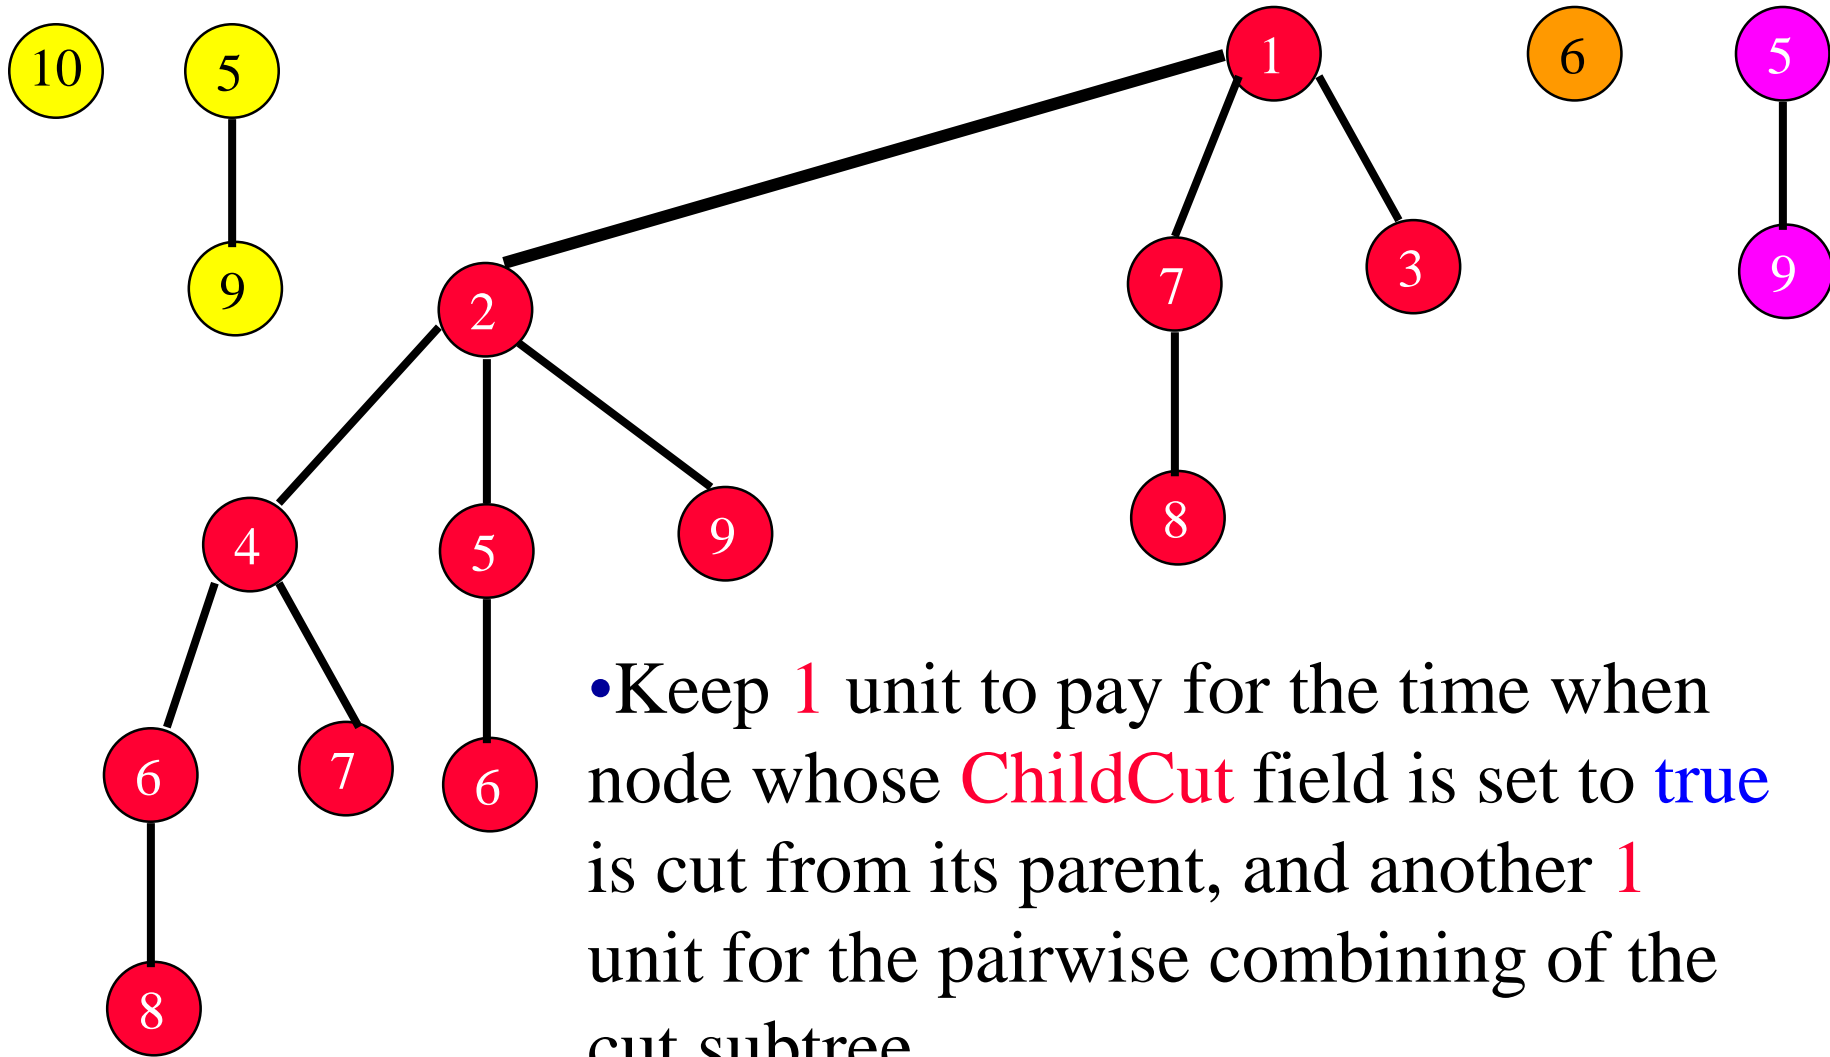 10 5 1 6 5
9 2 7 3 9
4 5 9 8
6 7 6
8
•Keep 1 unit to pay for the time when
node whose ChildCut field is set to true
is cut from its parent, and another 1
unit for the pairwise combining of the
cut subtree